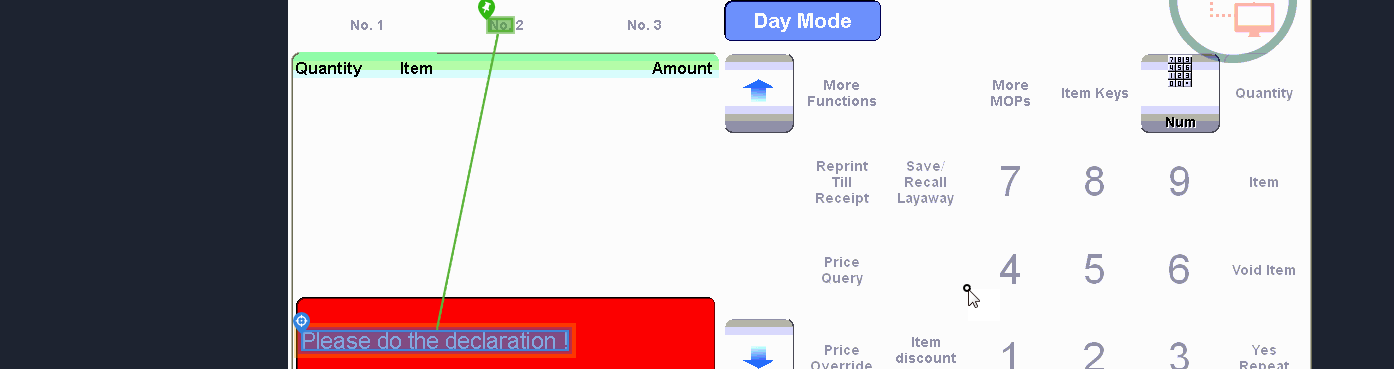 No. 1
No. 2
No. 3
Day Mode
Quantity Item Amount
More
Functions
More
MOPs
Item Keys
Num
Quantity
Reprint
Till
Receipt
Save/
Recall
Layaway
7
8
9
Item
Price
Query
4
5
6
Void Item
Please do the declaration !
Price
Override
Item
discount
1
2
3
Yes
Repeat